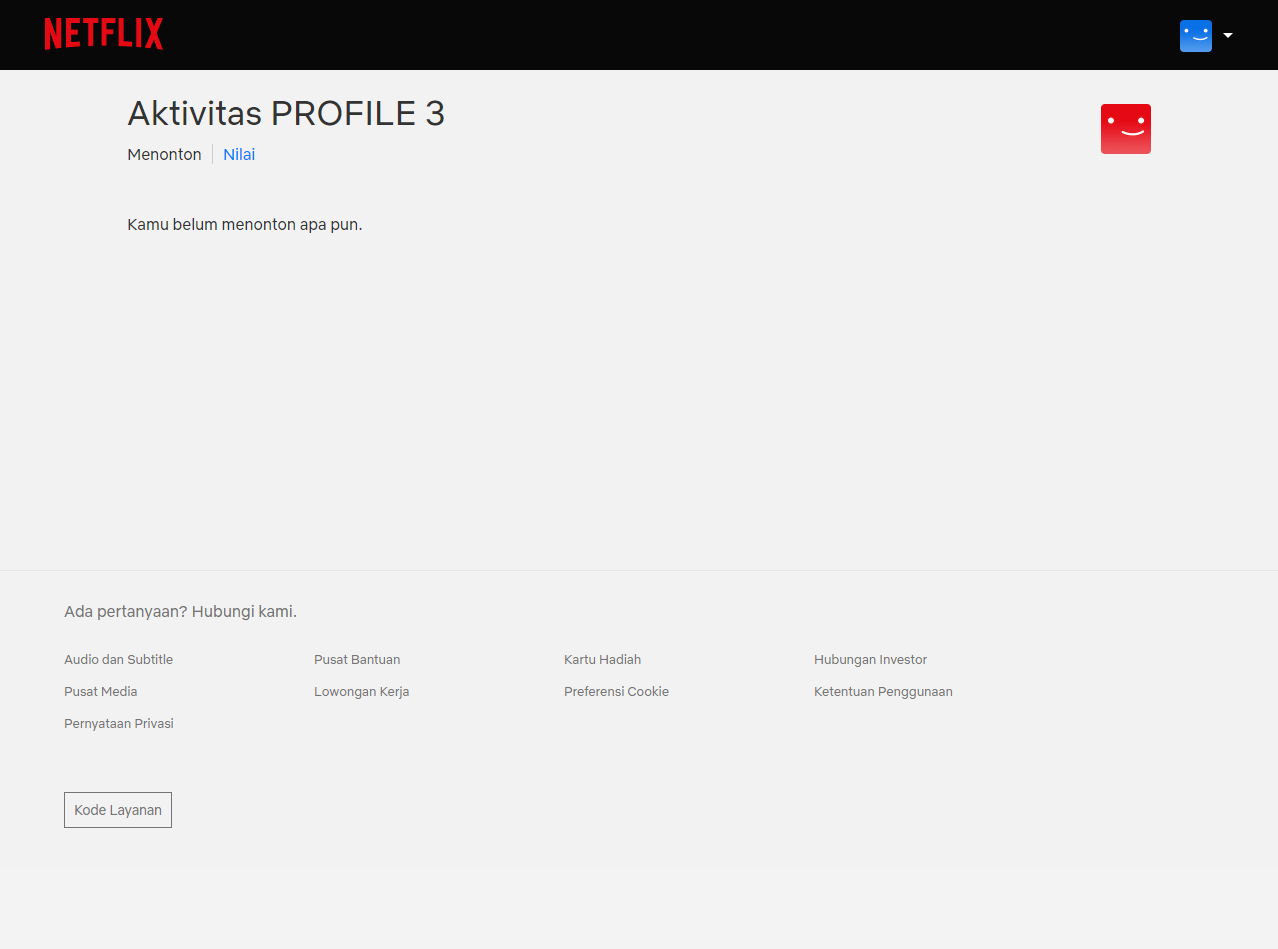 NETFLIX
Aktivitas PROFILE 3
Menonton Nilai
Kamu belum menonton apa pun.
Ada pertanyaan? Hubungi kami.
Audio dan Subtitle Pusat Bantuan Kartu Hadiah Hubungan Investor
Pusat Media Lowongan Kerja Preferensi Cookie Ketentuan Penggunaan
Pernyataan Privasi
Kode Layanan